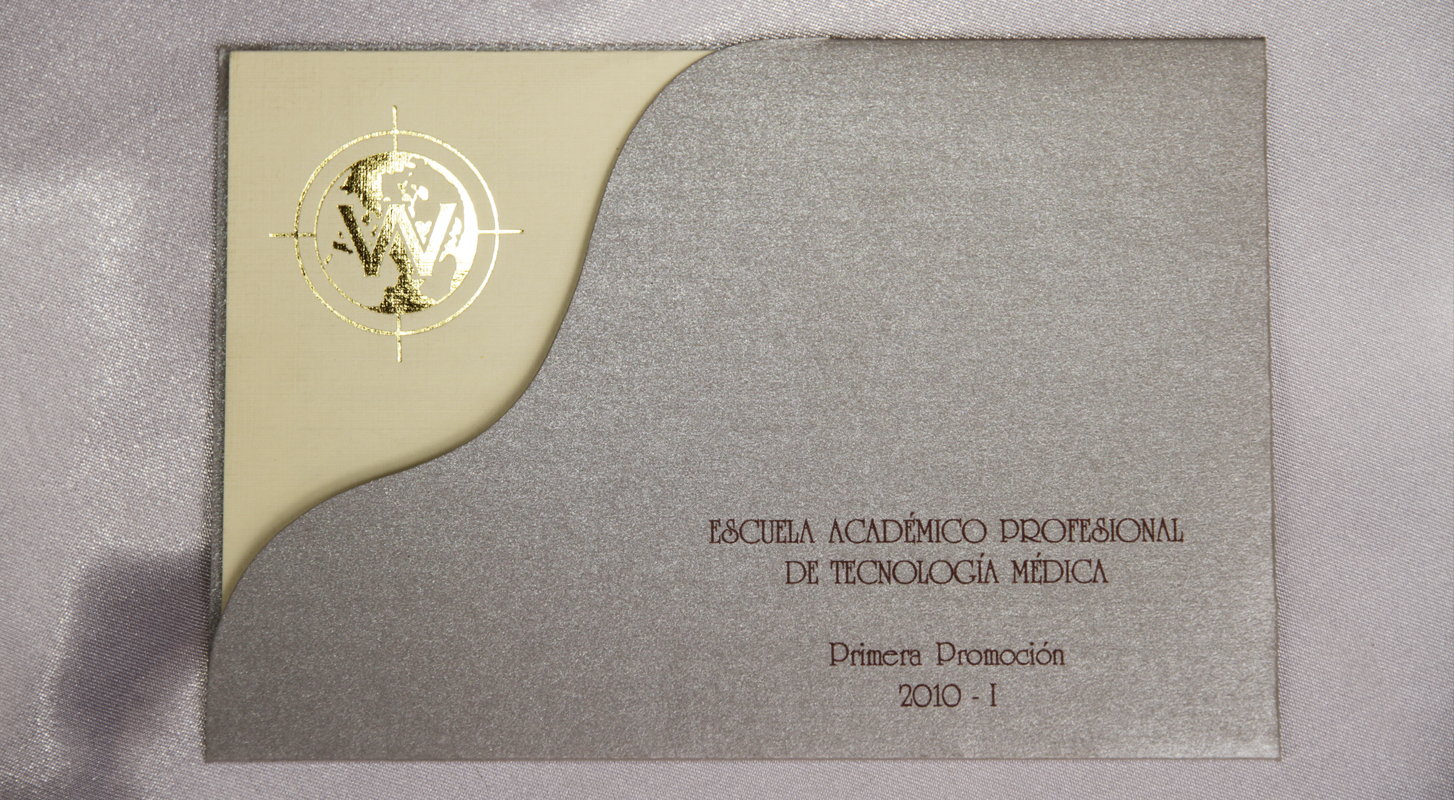 W
ESCUELA ACADÉMICO PROFESIONAL
DE TECNOLOGÍA MÉDICA
Primera Promoción
2010 - I